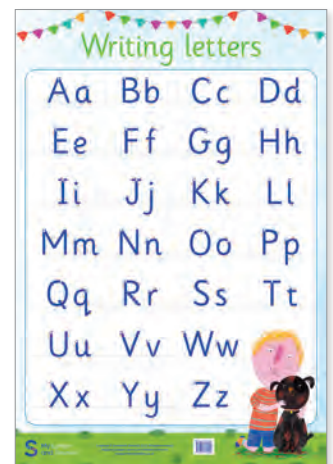 Writing letters
Aa Bb Cc Dd
Ee Ff Gg Hh
Ii Jj Kk Ll
Mm Nn Oo Pp
Qq Rr Ss Tt
Uu Vv Ww
Xx Yy Zz
S